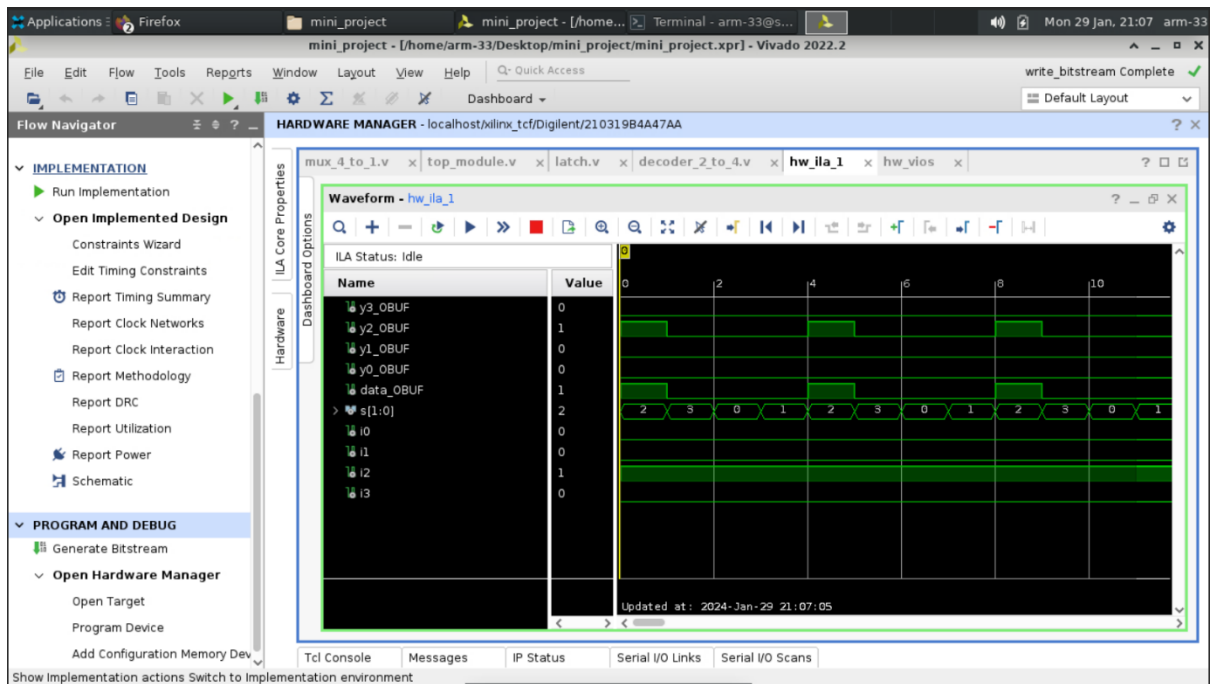 Applications Firefox mini_project mini_project - [/home... Terminal - arm-33@s... Mon 29 Jan, 21:07 arm-33
mini_project - [/home/arm-33/Desktop/mini_project/mini_project.xpr] - Vivado 2022.2
File Edit Flow Tools Reports Window Layout View Help Q- Quick Access write_bitstream Complete
Dashboard Default Layout
Flow Navigator
HARDWARE MANAGER - localhost/xilinx_tcf/Digilent/210319B4A47AA
IMPLEMENTATION
Run Implementation
Open Implemented Design
Constraints Wizard
Edit Timing Constraints
Report Timing Summary
Report Clock Networks
Report Clock Interaction
Report Methodology
Report DRC
Report Utilization
Report Power
Schematic
PROGRAM AND DEBUG
Generate Bitstream
Open Hardware Manager
Open Target
Program Device
Add Configuration Memory Dev
ILA Core Properties
Hardware
Dashboard Options
mux_4_to_1.v top_module.v latch.v decoder_2_to_4.v hw_ila_1 hw_vios
Waveform - hw_ila_1
ILA Status: Idle
0
Name Value 0 2 4 6 8 10
y3_OBUF 0
y2_OBUF 1
y1_OBUF 0
y0_OBUF 0
data_OBUF 1
s[1:0] 2 2 3 0 1 2 3 0 1 2 3 0 1
i0 0
i1 0
i2 1
i3 0
Updated at: 2024-Jan-29 21:07:05
Tcl Console Messages IP Status Serial I/O Links Serial I/O Scans
Show Implementation actions Switch to Implementation environment